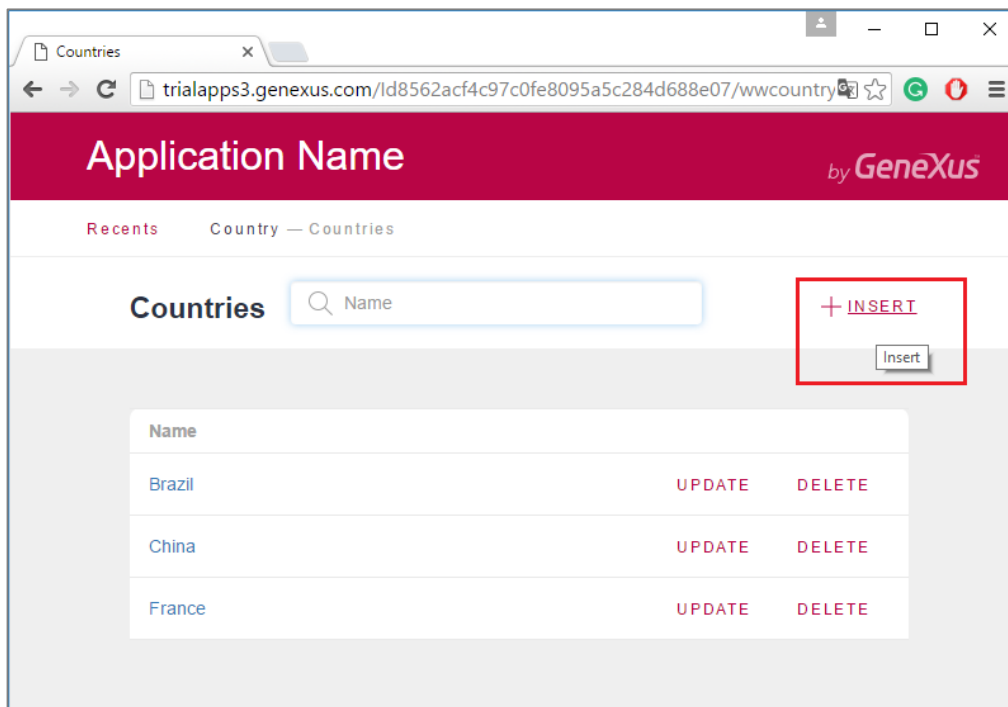 Countries
trialapps3.genexus.com/Id8562acf4c97c0fe8095a5c284d688e07/wwcountry
Application Name
by GeneXus
Recents Country — Countries
Countries Name INSERT
Insert
Name
Brazil UPDATE DELETE
China UPDATE DELETE
France UPDATE DELETE